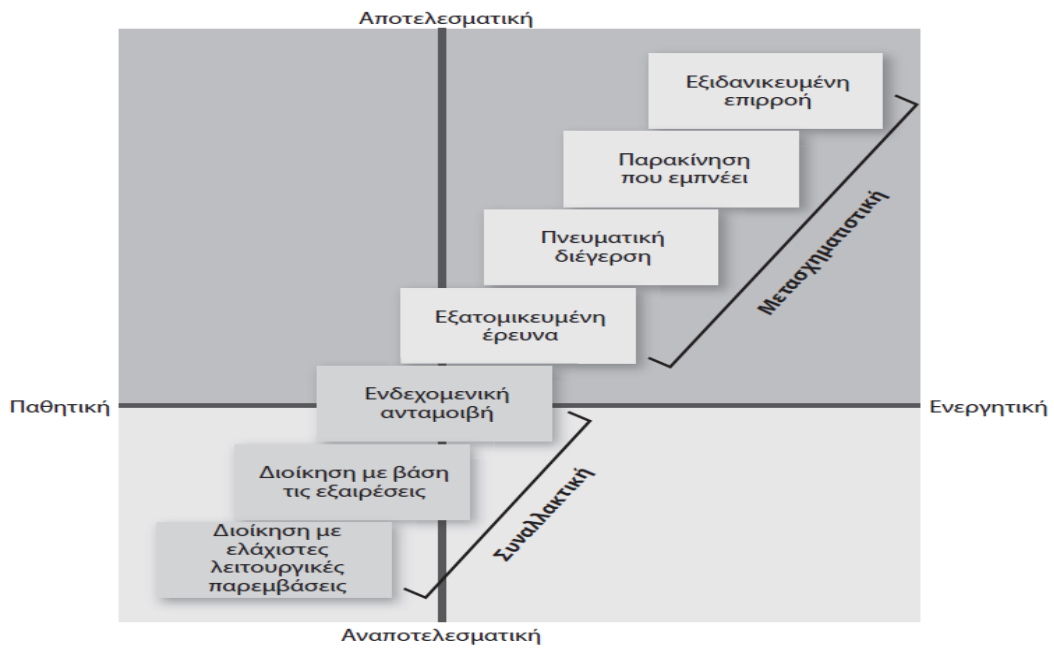 Αποτελεσματική
Εξιδανικευμένη
επιρροή
Παρακίνηση
που εμπνέει
Πνευματική
διέγερση
Μετασχηματιστική
Εξατομικευμένη
έρευνα
Ενδεχομενική
ανταμοιβή
Παθητική
Ενεργητική
Διοίκηση με βάση
τις εξαιρέσεις
Συναλλακτική
Διοίκηση με
ελάχιστες
λειτουργικές
παρεμβάσεις
Αναποτελεσματική